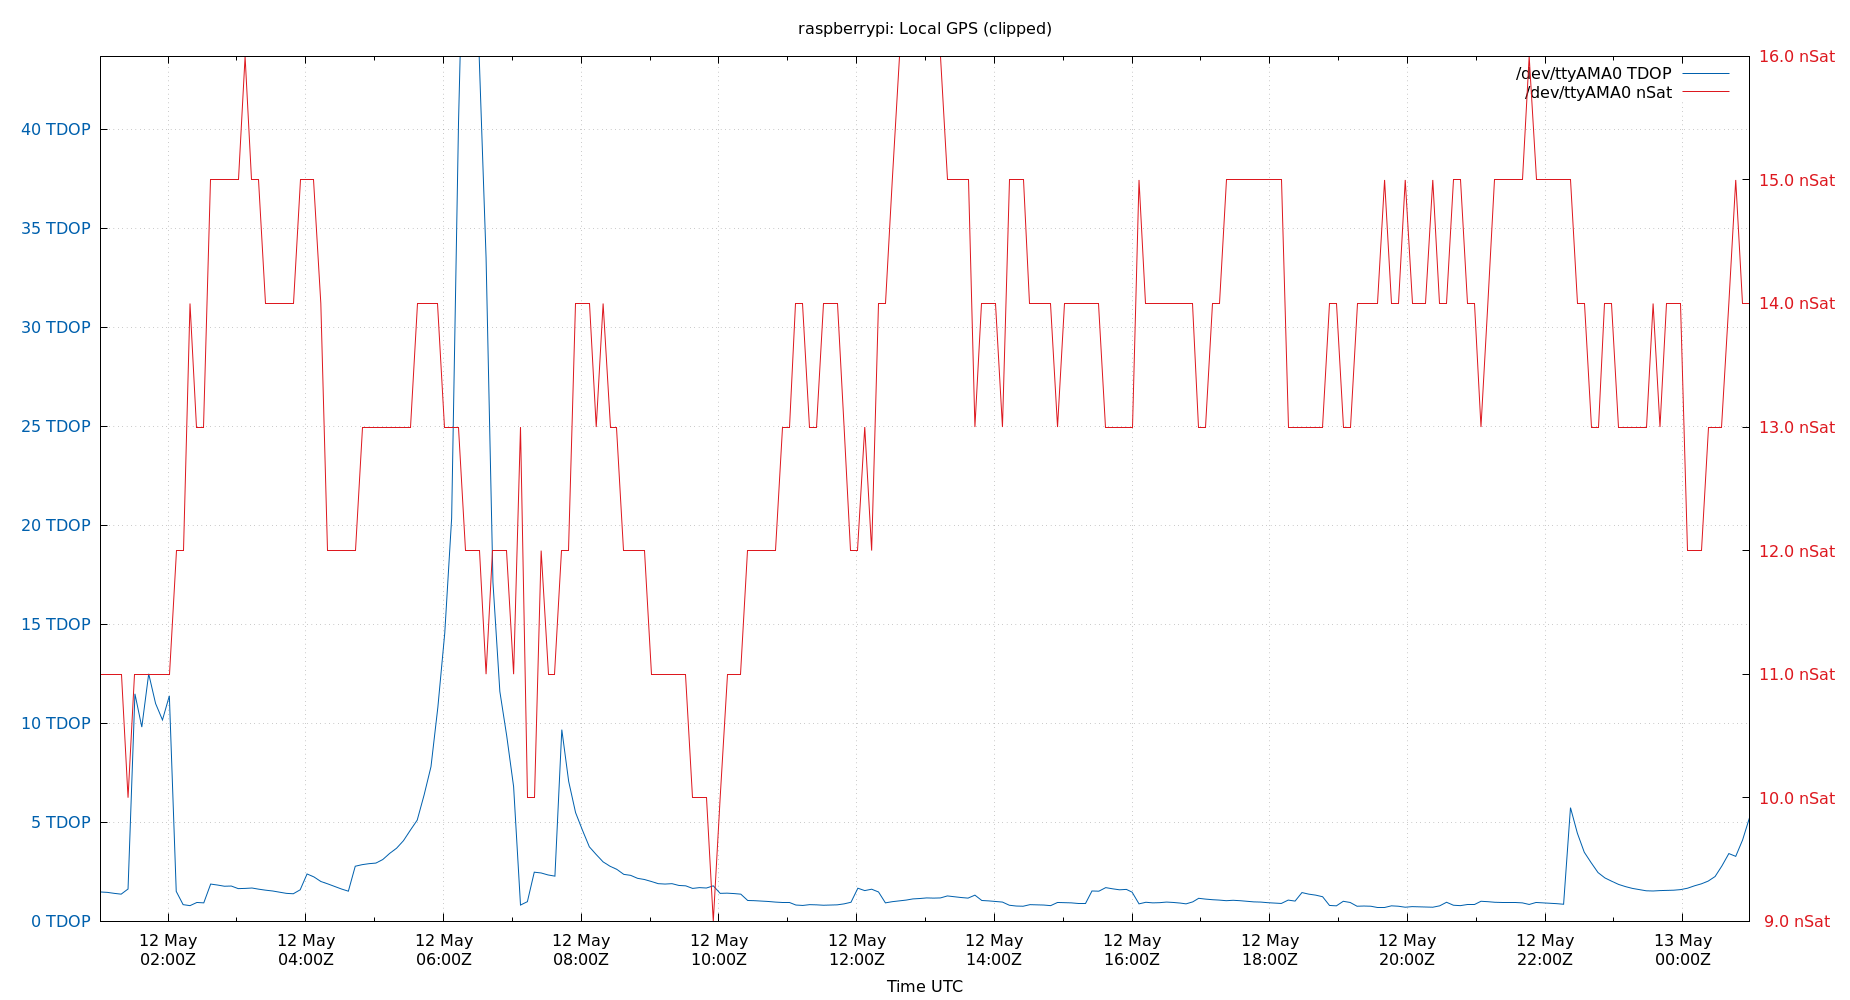 raspberrypi: Local GPS (clipped)
/dev/ttyAMA0 TDOP
/dev/ttyAMA0 nSat
40 TDOP
35 TDOP
30 TDOP
25 TDOP
20 TDOP
15 TDOP
10 TDOP
5 TDOP
0 TDOP
16.0 nSat
15.0 nSat
14.0 nSat
13.0 nSat
12.0 nSat
11.0 nSat
10.0 nSat
9.0 nSat
12 May
02:00Z
12 May
04:00Z
12 May
06:00Z
12 May
08:00Z
12 May
10:00Z
12 May
12:00Z
12 May
14:00Z
12 May
16:00Z
12 May
18:00Z
12 May
20:00Z
12 May
22:00Z
13 May
00:00Z
Time UTC